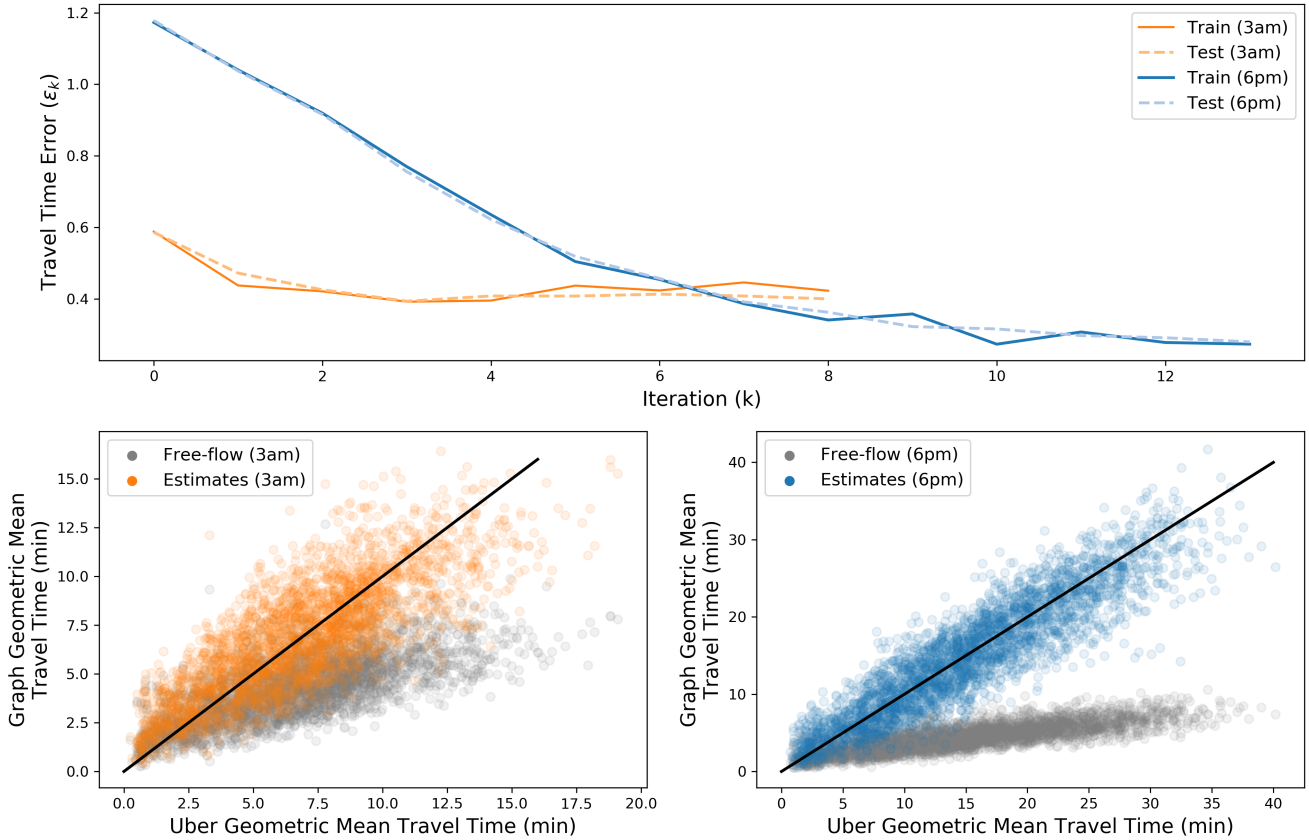 1.2
1.0
0.8
0.6
0.4
Travel Time Error (εk)
Train (3am)
Test (3am)
Train (6pm)
Test (6pm)
0 2 4 6 8 10 12
Iteration (k)
15.0
12.5
10.0
7.5
5.0
2.5
0.0
Graph Geometric Mean
Travel Time (min)
Free-flow (3am)
Estimates (3am)
0.0 2.5 5.0 7.5 10.0 12.5 15.0 17.5 20.0
Uber Geometric Mean Travel Time (min)
40
30
20
10
0
Graph Geometric Mean
Travel Time (min)
Free-flow (6pm)
Estimates (6pm)
0 5 10 15 20 25 30 35 40
Uber Geometric Mean Travel Time (min)